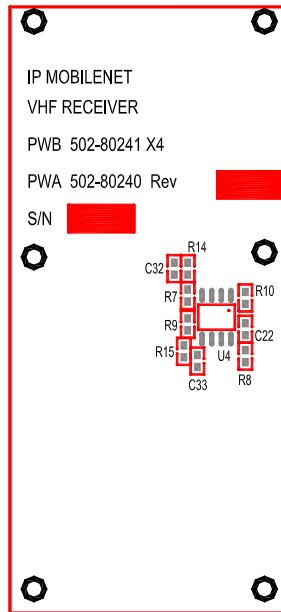 IP MOBILENET
VHF RECEIVER
PWB 502-80241 X4
PWA 502-80240 Rev
S/N
R14
C32
R7
R10
R9
C22
R15
U4
C33
R8